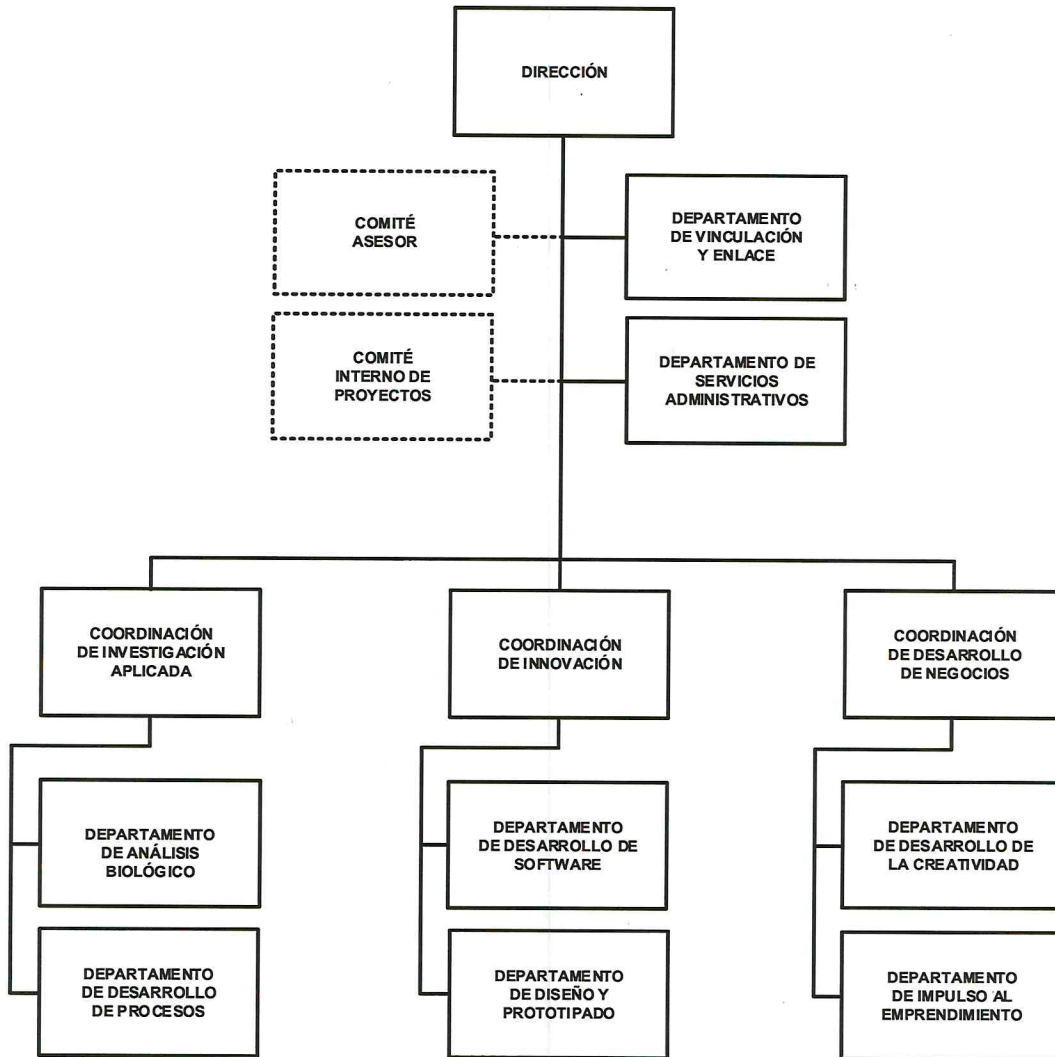 DIRECCIÓN
COMITÉ
ASESOR
DEPARTAMENTO
DE VINCULACIÓN
Y ENLACE
COMITÉ
INTERNO DE
PROYECTOS
DEPARTAMENTO DE
SERVICIOS
ADMINISTRATIVOS
COORDINACIÓN
DE INVESTIGACIÓN
APLICADA
COORDINACIÓN
DE INNOVACIÓN
COORDINACIÓN
DE DESARROLLO
DE NEGOCIOS
DEPARTAMENTO
DE ANÁLISIS
BIOLÓGICO
DEPARTAMENTO
DE DESARROLLO DE
SOFTWARE
DEPARTAMENTO
DE DESARROLLO DE
LA CREATIVIDAD
DEPARTAMENTO
DE DESARROLLO
DE PROCESOS
DEPARTAMENTO
DE DISEÑO Y
PROTOTIPADO
DEPARTAMENTO
DE IMPULSO AL
EMPRENDIMIENTO